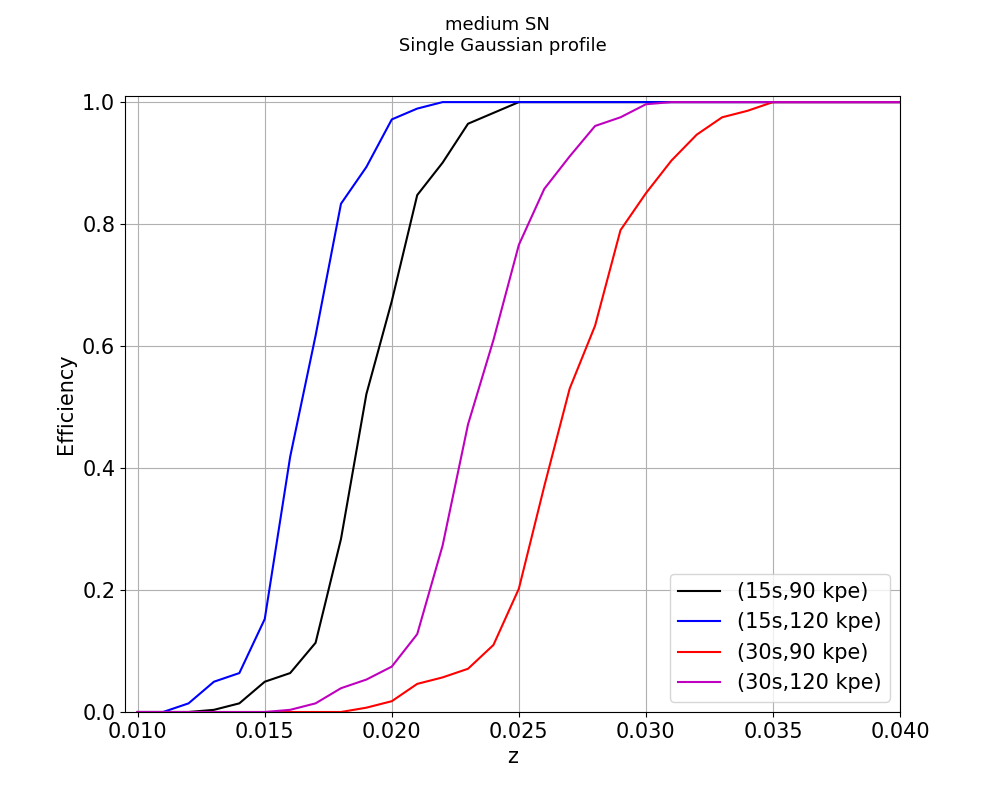 medium SN
Single Gaussian profile
1.0
0.8
0.6
0.4
0.2
0.0
Efficiency
0.010 0.015 0.020 0.025 0.030 0.035 0.040
z
(15s,90 kpe)
(15s,120 kpe)
(30s,90 kpe)
(30s,120 kpe)